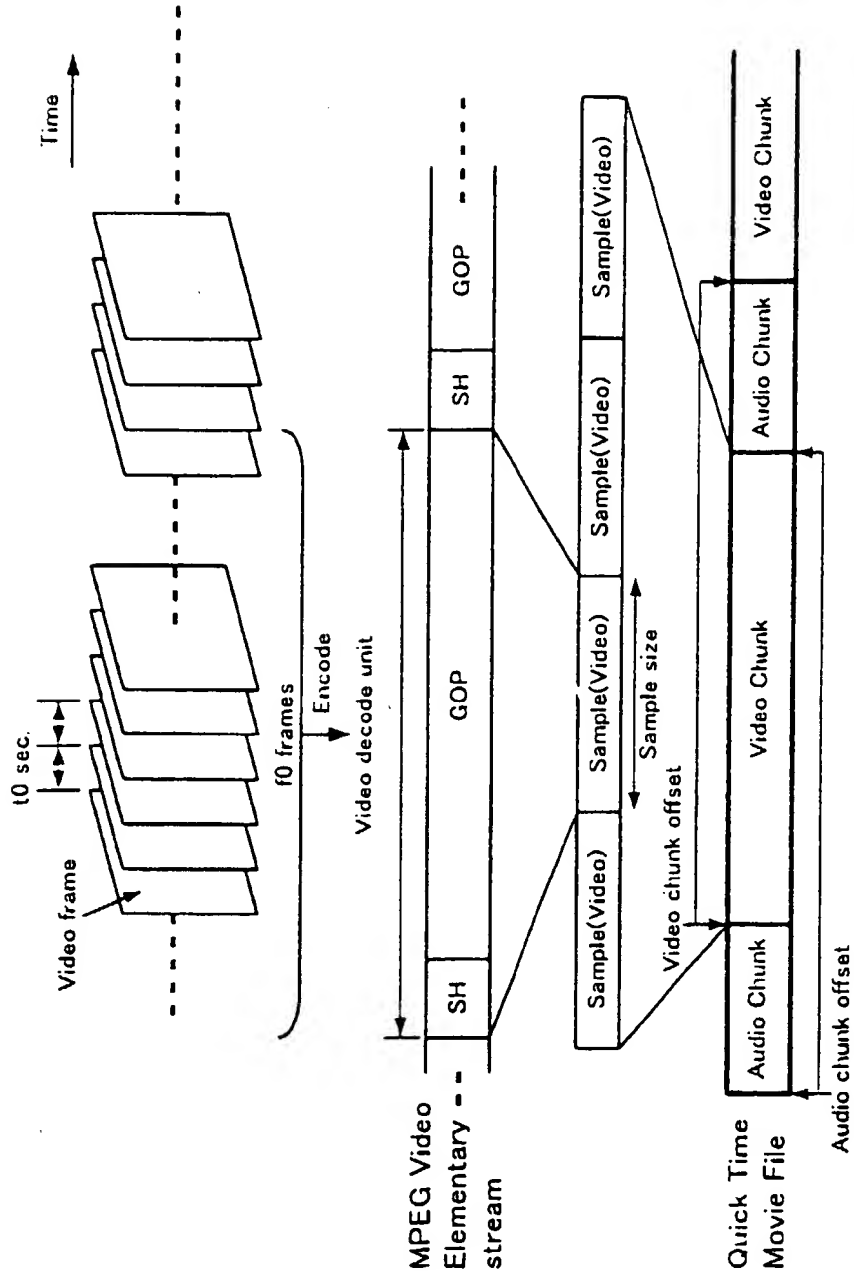 Time
t0 sec.
Video frame
f0 frames
Encode
Video decode unit
MPEG Video
Elementary
stream
SH
GOP
SH
GOP
Sample(Video)
Sample(Video)
Sample(Video)
Sample(Video)
Sample size
Video chunk offset
Quick Time
Movie File
Audio Chunk
Video Chunk
Audio Chunk
Video Chunk
Audio chunk offset